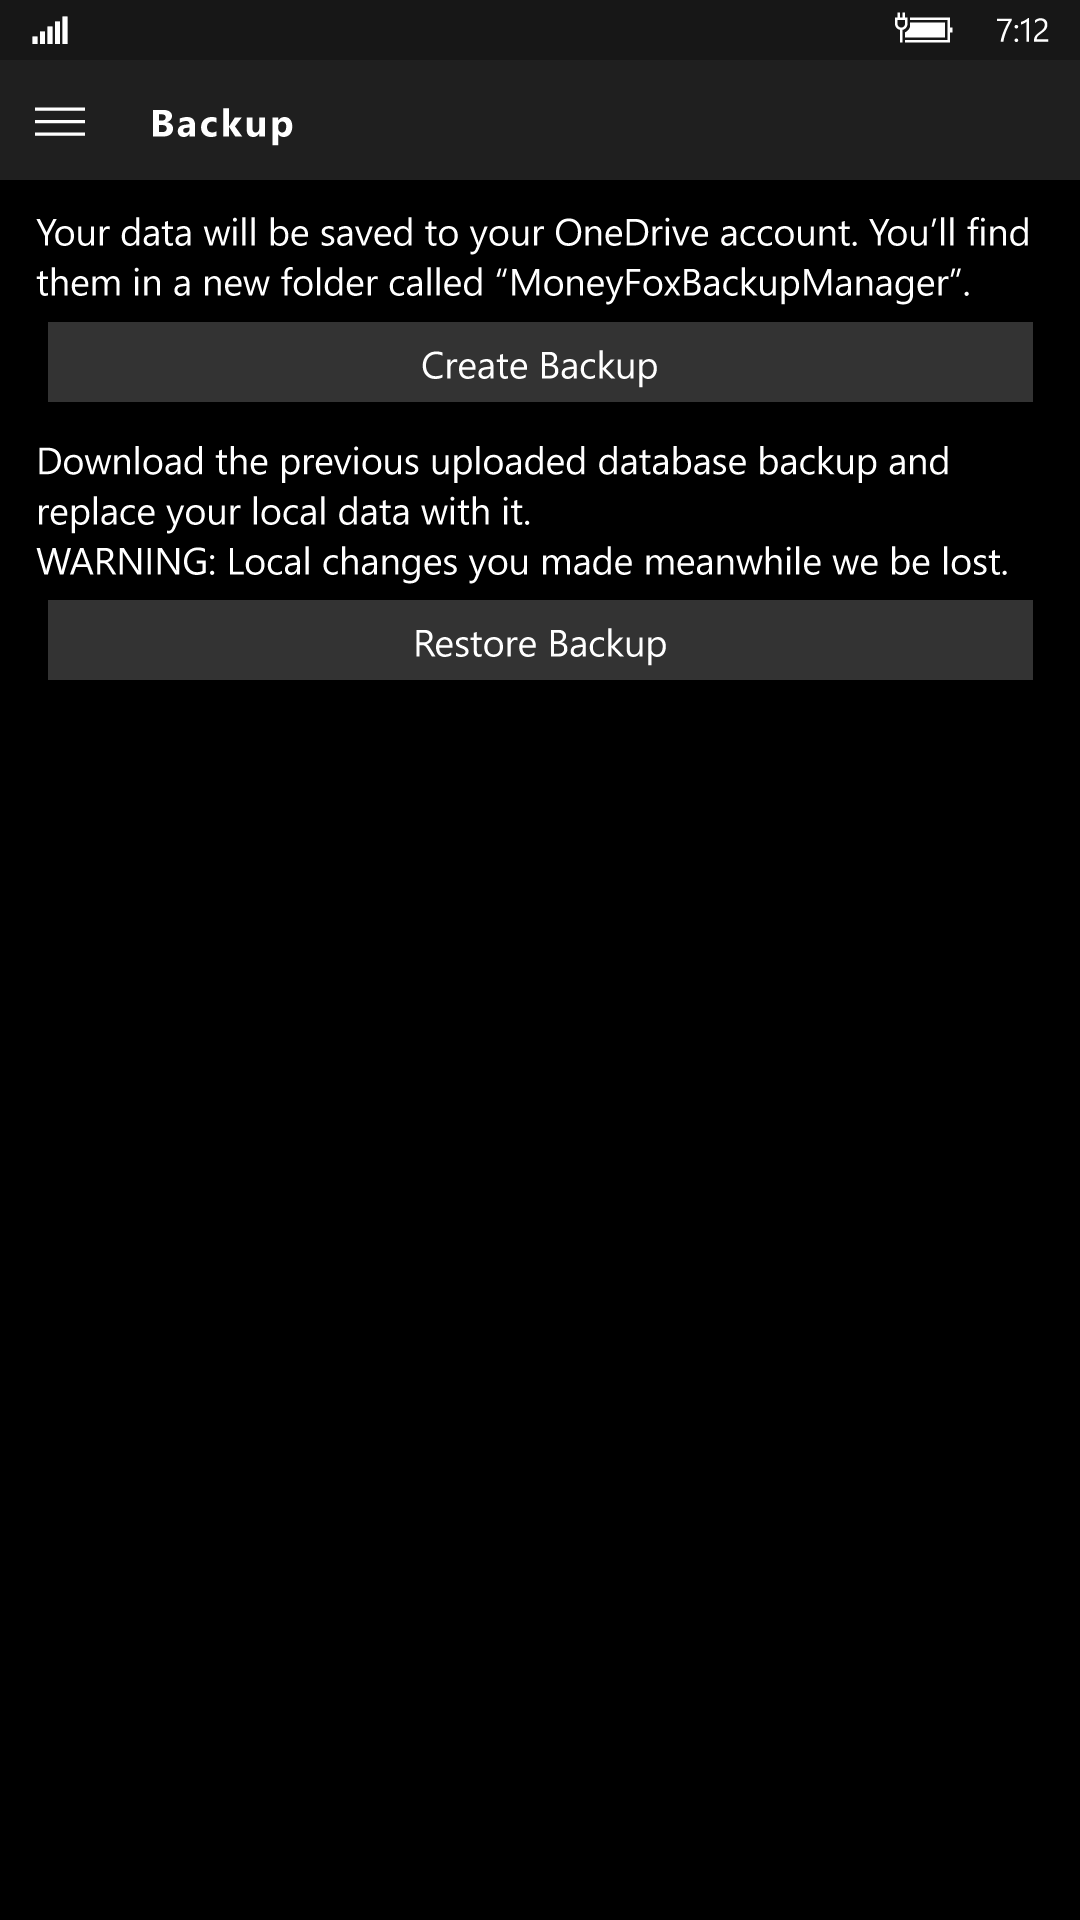 7:12
Backup
Your data will be saved to your OneDrive account. You’ll find
them in a new folder called “MoneyFoxBackupManager”.
Create Backup
Download the previous uploaded database backup and
replace your local data with it.
WARNING: Local changes you made meanwhile we be lost.
Restore Backup